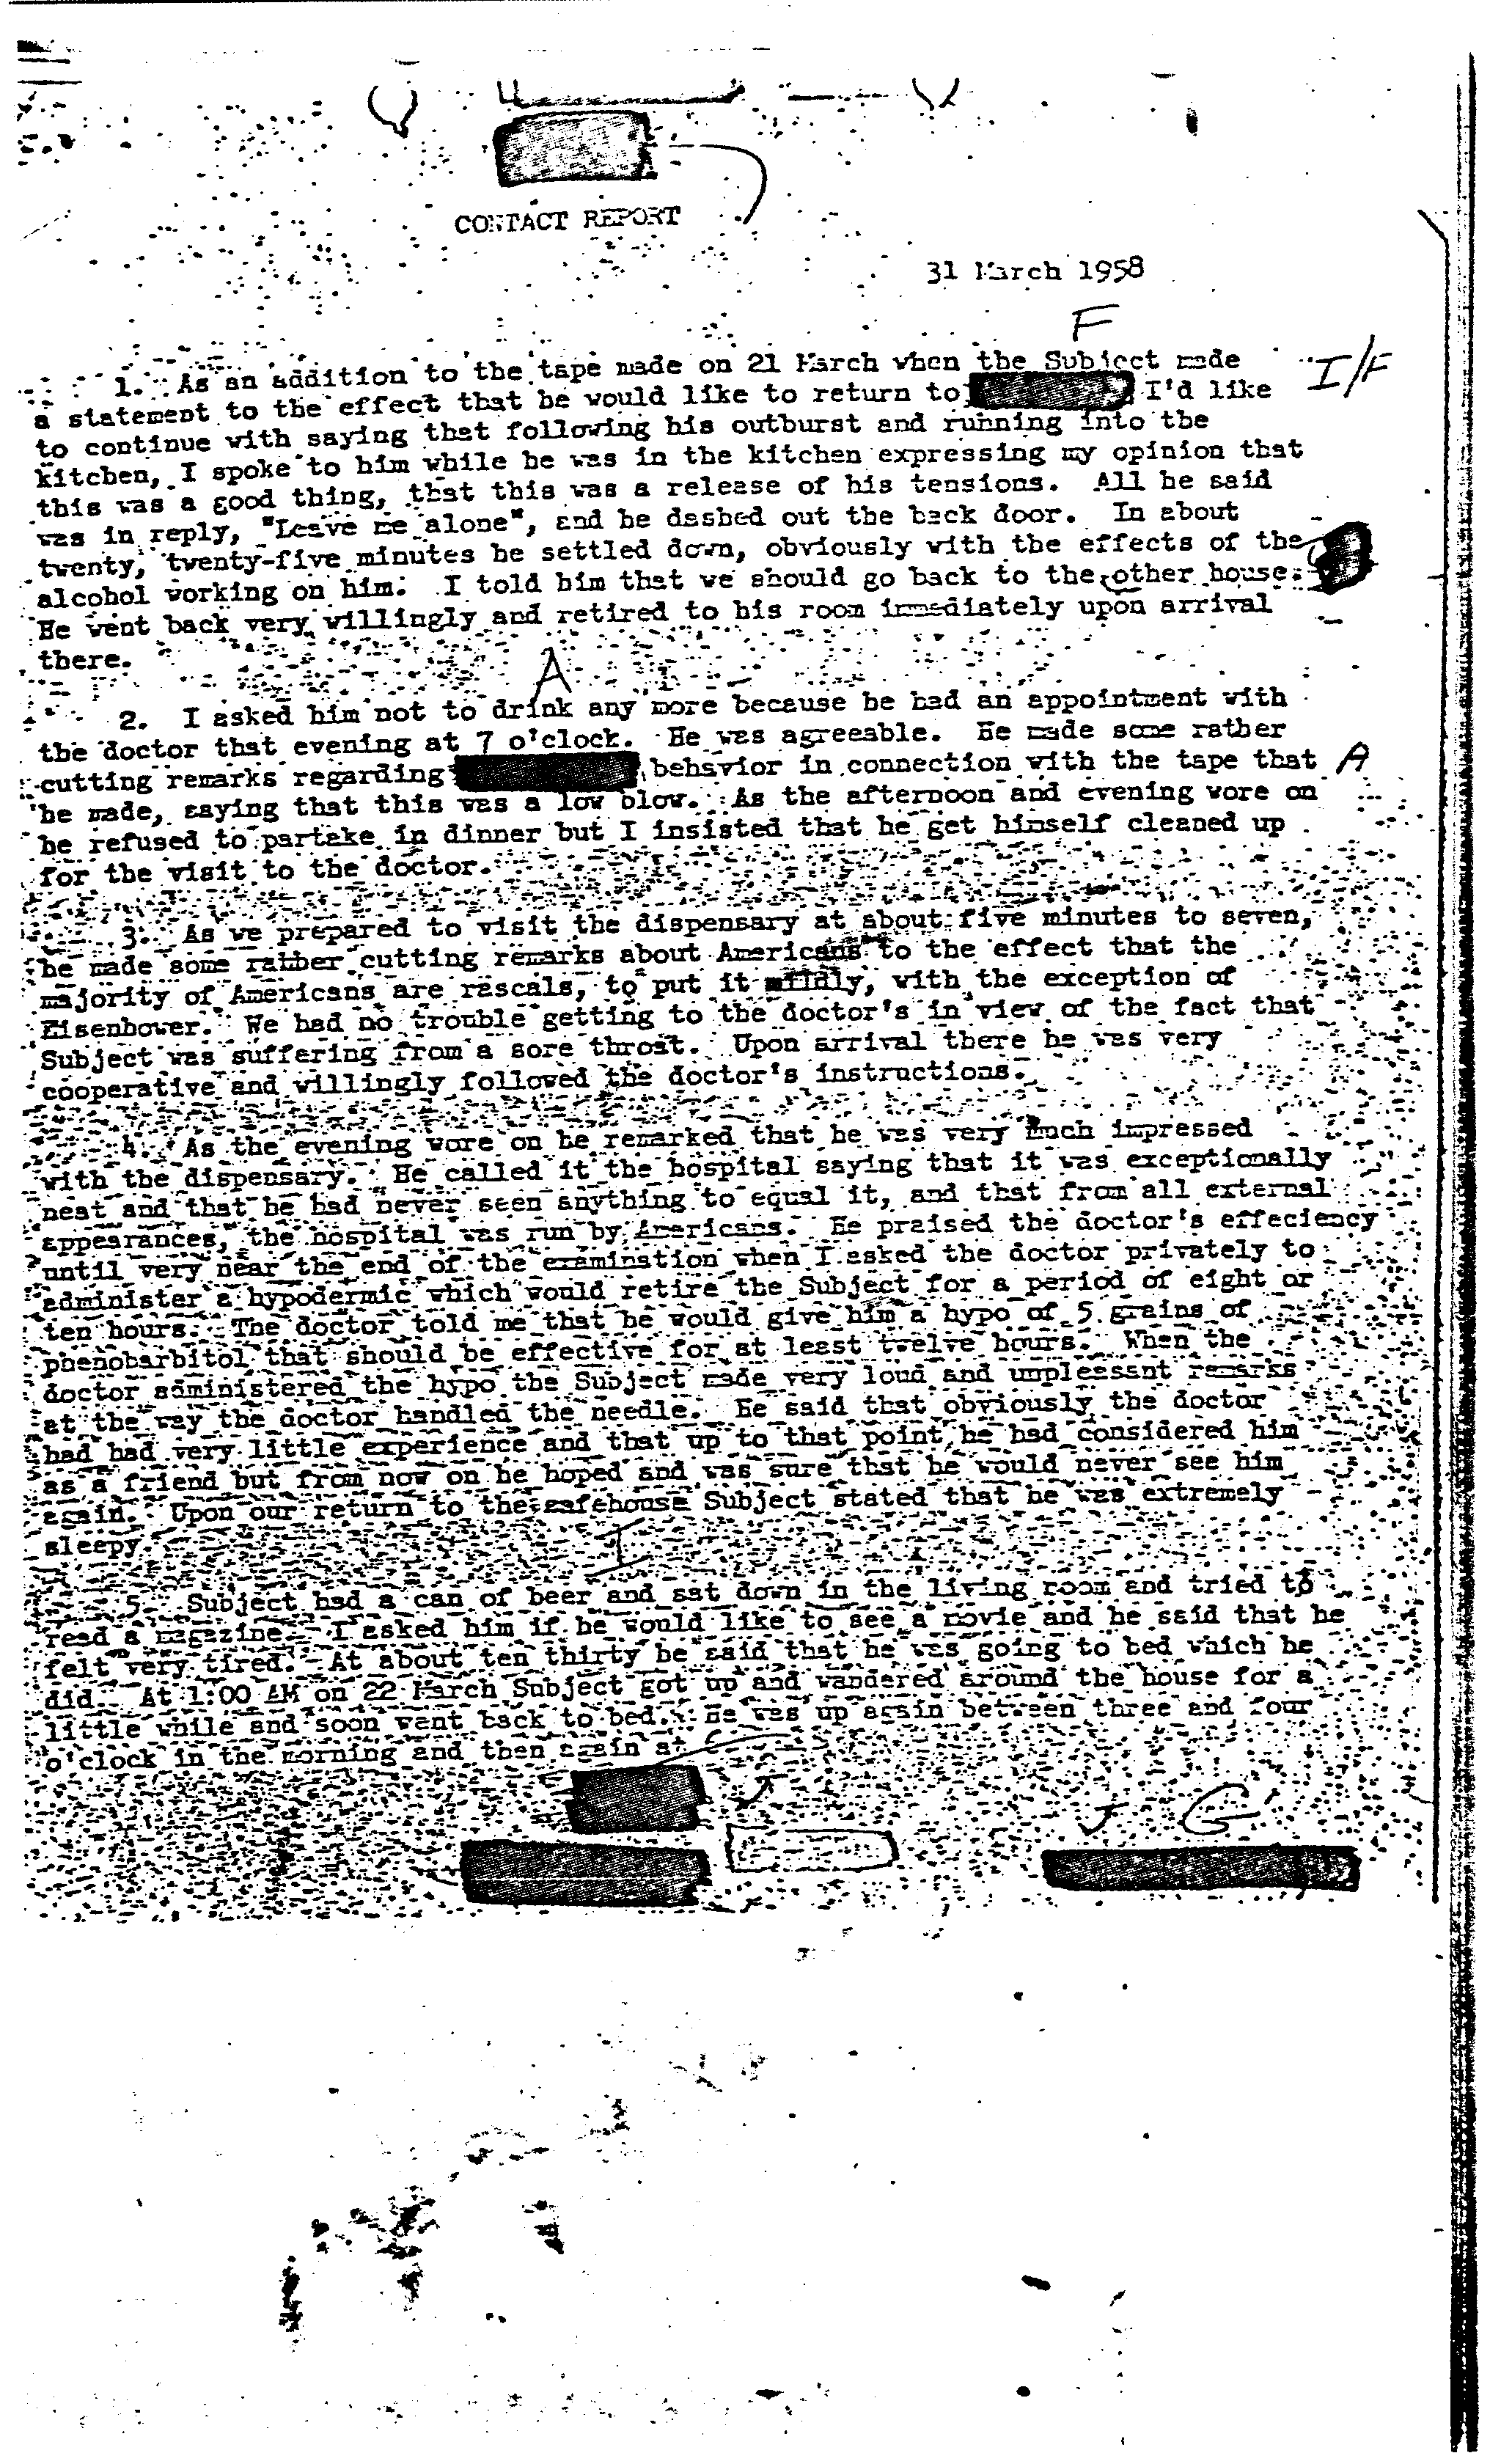 CONTACT REPORT
31 March 1958
F
1. As an addition to the tape made on 21 March when the Subject made
I/F
a statement to the effect that he would like to return to I'd like
to continue with saying that following his outburst and running into the
kitchen, I spoke to him while he was in the kitchen expressing my opinion that
this was a good thing, that this was a release of his tensions. All he said
was in reply, "Leave me alone", and he dashed out the back door. In about
twenty, twenty-five minutes he settled down, obviously with the effects of the
alcohol working on him. I told him that we should go back to the other house.
He went back very willingly and retired to his room immediately upon arrival
there.
A
2. I asked him not to drink any more because he had an appointment with
the doctor that evening at 7 o'clock. He was agreeable. He made some rather
cutting remarks regarding behavior in connection with the tape that A
he made, saying that this was a low blow. As the afternoon and evening wore on
he refused to partake in dinner but I insisted that he get himself cleaned up
for the visit to the doctor.
3. As we prepared to visit the dispensary at about five minutes to seven,
he made some rather cutting remarks about Americans to the effect that the
majority of Americans are rascals, to put it mildly, with the exception of
Eisenhower. We had no trouble getting to the doctor's in view of the fact that
Subject was suffering from a sore throat. Upon arrival there he was very
cooperative and willingly followed the doctor's instructions.
4. As the evening wore on he remarked that he was very much impressed
with the dispensary. He called it the hospital saying that it was exceptionally
neat and that he had never seen anything to equal it, and that from all external
appearances, the hospital was run by Americans. He praised the doctor's effeciency
until very near the end of the examination when I asked the doctor privately to
administer a hypodermic which would retire the Subject for a period of eight or
ten hours. The doctor told me that he would give him a hypo of 5 grains of
phenobarbitol that should be effective for at least twelve hours. When the
doctor administered the hypo the Subject made very loud and unpleasant remarks
at the way the doctor handled the needle. He said that obviously the doctor
had had very little experience and that up to that point he had considered him
as a friend but from now on he hoped and was sure that he would never see him
again. Upon our return to the safehouse Subject stated that he was extremely
sleepy.
5. Subject had a can of beer and sat down in the living room and tried to
read a magazine. I asked him if he would like to see a movie and he said that he
felt very tired. At about ten thirty he said that he was going to bed which he
did. At 1:00 AM on 22 March Subject got up and wandered around the house for a
little while and soon went back to bed. He was up again between three and four
o'clock in the morning and then again at
J G